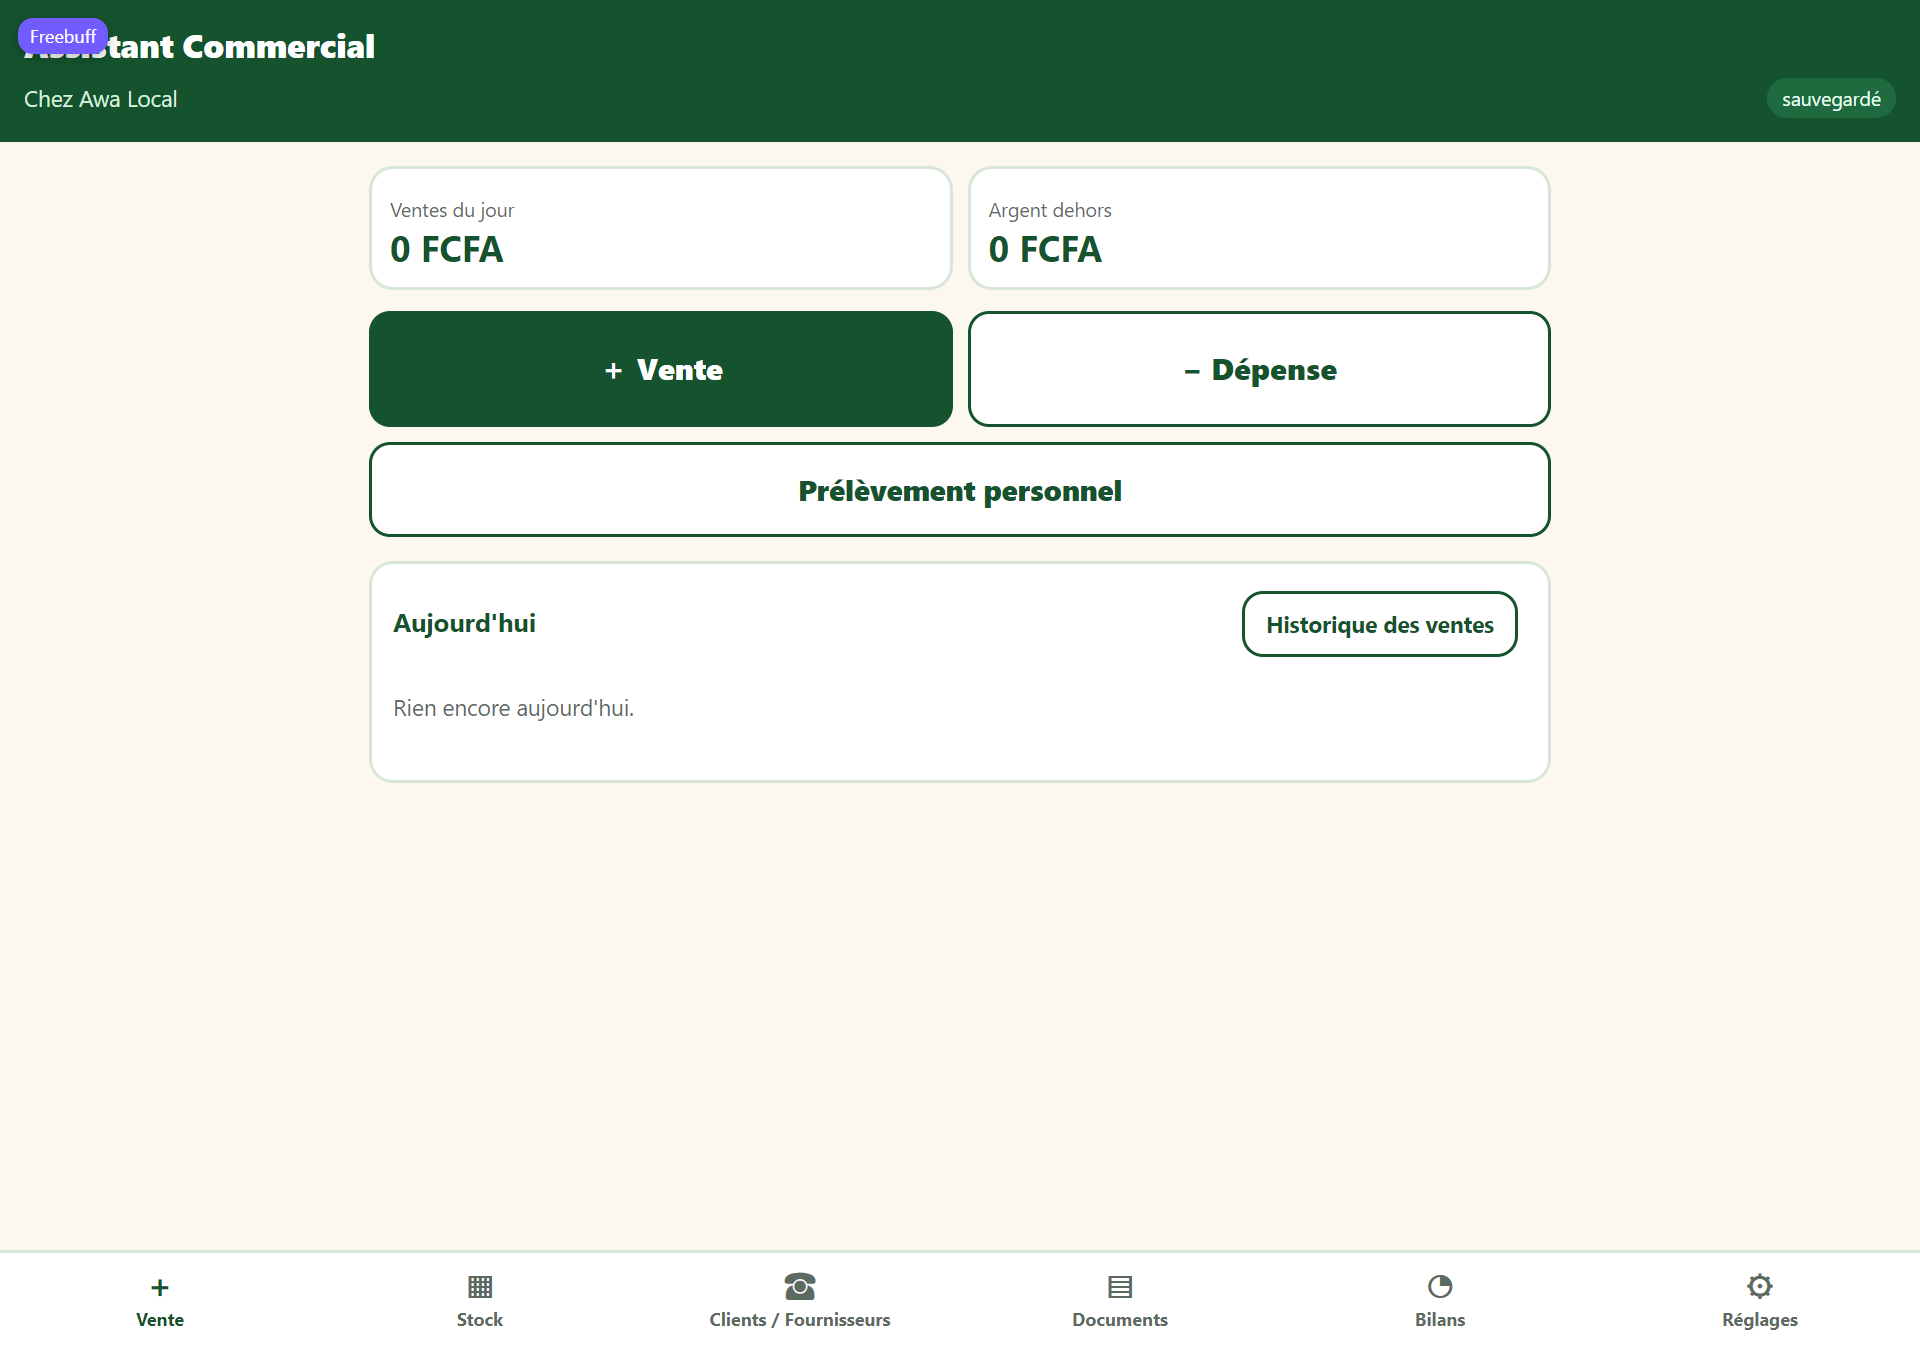 Freebuff
tant Commercial
Chez Awa Local
sauvegardé
Ventes du jour
0 FCFA
Argent dehors
0 FCFA
+ Vente
– Dépense
Prélèvement personnel
Aujourd'hui
Historique des ventes
Rien encore aujourd'hui.
+
Vente
Stock
Clients / Fournisseurs
Documents
Bilans
Réglages